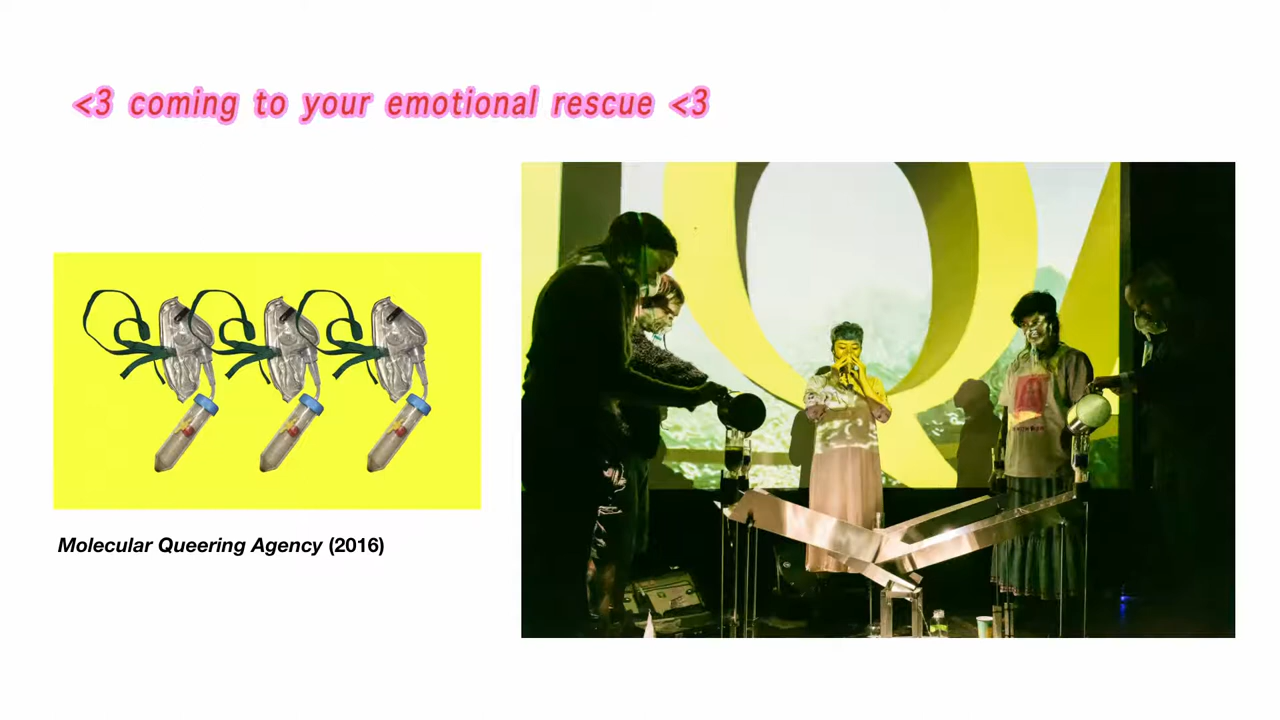 <3 coming to your emotional rescue <3
Q
Molecular Queering Agency (2016)